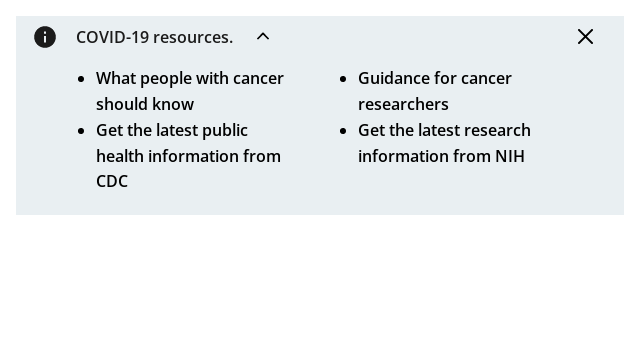 COVID-19 resources.
What people with cancer
should know
Get the latest public
health information from
CDC
Guidance for cancer
researchers
Get the latest research
information from NIH